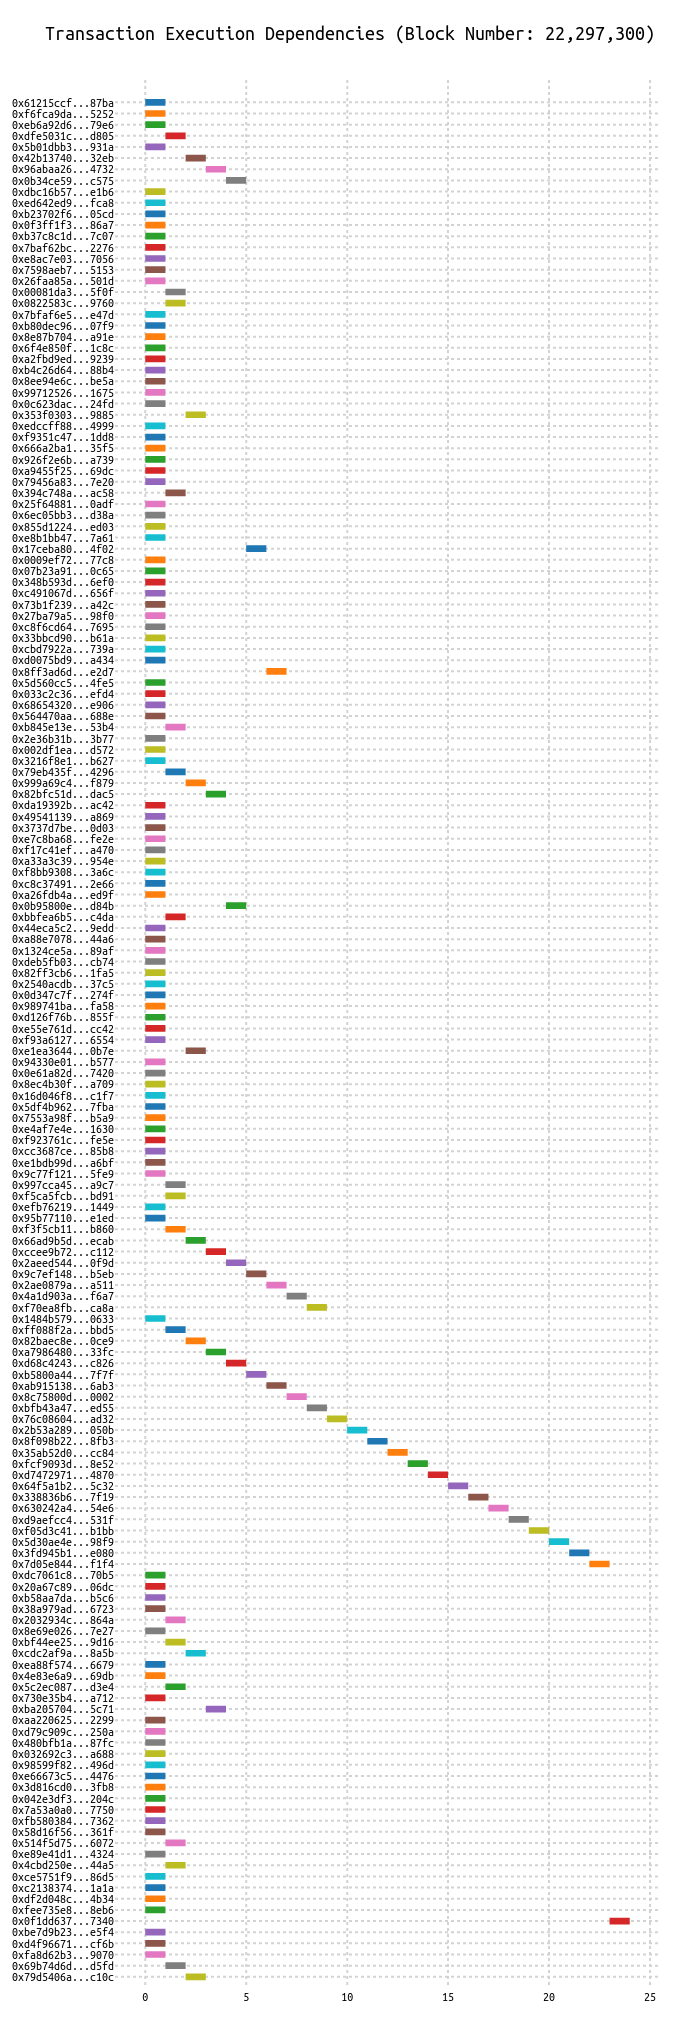 Transaction Execution Dependencies (Block Number: 22,297,300)
0x61215ccf...87ba
0xf6fca9da...5252
0xeb6a92d6...79e6
0xdfe5031c...d805
0x5b01dbb3...931a
0x42b13740...32eb
0x96abaa26...4732
0x0b34ce59...c575
0xdbc16b57...e1b6
0xed642ed9...fca8
0xb23702f6...05cd
0x0f3ff1f3...86a7
0xb37c8c1d...7c07
0x7baf62bc...2276
0xe8ac7e03...7056
0x7598aeb7...5153
0x26faa85a...501d
0x00081da3...5f0f
0x0822583c...9760
0x7bfaf6e5...e47d
0xb80dec96...07f9
0x8e87b704...a91e
0x6f4e850f...1c8c
0xa2fbd9ed...9239
0xb4c26d64...88b4
0x8ee94e6c...be5a
0x99712526...1675
0x0c623dac...24fd
0x353f0303...9885
0xedccff88...4999
0xf9351c47...1dd8
0x666a2ba1...35f5
0x926f2e6b...a739
0xa9455f25...69dc
0x79456a83...7e20
0x394c748a...ac58
0x25f64881...0adf
0x6ec05bb3...d38a
0x855d1224...ed03
0xe8b1bb47...7a61
0x17ceba80...4f02
0x0009ef72...77c8
0x07b23a91...0c65
0x348b593d...6ef0
0xc491067d...656f
0x73b1f239...a42c
0x27ba79a5...98f0
0xc8f6cd64...7695
0x33bbcd90...b61a
0xcbd7922a...739a
0xd0075bd9...a434
0x8ff3ad6d...e2d7
0x5d560cc5...4fe5
0x033c2c36...efd4
0x68654320...e906
0x564470aa...688e
0xb845e13e...53b4
0x2e36b31b...3b77
0x002df1ea...d572
0x3216f8e1...b627
0x79eb435f...4296
0x999a69c4...f879
0x82bfc51d...dac5
0xda19392b...ac42
0x49541139...a869
0x3737d7be...0d03
0xe7c8ba68...fe2e
0xf17c41ef...a470
0xa33a3c39...954e
0xf8bb9308...3a6c
0xc8c37491...2e66
0xa26fdb4a...ed9f
0x0b95800e...d84b
0xbbfea6b5...c4da
0x44eca5c2...9edd
0xa88e7078...44a6
0x1324ce5a...89af
0xdeb5fb03...cb74
0x82ff3cb6...1fa5
0x2540acdb...37c5
0x0d347c7f...274f
0x989741ba...fa58
0xd126f76b...855f
0xe55e761d...cc42
0xf93a6127...6554
0xe1ea3644...0b7e
0x94330e01...b577
0x0e61a82d...7420
0x8ec4b30f...a709
0x16d046f8...c1f7
0x5df4b962...7fba
0x7553a98f...b5a9
0xe4af7e4e...1630
0xf923761c...fe5e
0xcc3687ce...85b8
0xe1bdb99d...a6bf
0x9c77f121...5fe9
0x997cca45...a9c7
0xf5ca5fcb...bd91
0xefb76219...1449
0x95b77110...e1ed
0xf3f5cb11...b860
0x66ad9b5d...ecab
0xccee9b72...c112
0x2aeed544...0f9d
0x9c7ef148...b5eb
0x2ae0879a...a511
0x4a1d903a...f6a7
0xf70ea8fb...ca8a
0x1484b579...0633
0xff088f2a...bbd5
0x82baec8e...0ce9
0xa7986480...33fc
0xd68c4243...c826
0xb5800a44...7f7f
0xab915138...6ab3
0x8c75800d...0002
0xbfb43a47...ed55
0x76c08604...ad32
0x2b53a289...050b
0x8f098b22...8fb3
0x35ab52d0...cc84
0xfcf9093d...8e52
0xd7472971...4870
0x64f5a1b2...5c32
0x338836b6...7f19
0x630242a4...54e6
0xd9aefcc4...531f
0xf05d3c41...b1bb
0x5d30ae4e...98f9
0x3fd945b1...e080
0x7d05e844...f1f4
0xdc7061c8...70b5
0x20a67c89...06dc
0xb58aa7da...b5c6
0x38a979ad...6723
0x2032934c...864a
0x8e69e026...7e27
0xbf44ee25...9d16
0xcdc2af9a...8a5b
0xea88f574...6679
0x4e83e6a9...69db
0x5c2ec087...d3e4
0x730e35b4...a712
0xba205704...5c71
0xaa220625...2299
0xd79c909c...250a
0x480bfb1a...87fc
0x032692c3...a688
0x98599f82...496d
0xe66673c5...4476
0x3d816cd0...3fb8
0x042e3df3...204c
0x7a53a0a0...7750
0xfb580384...7362
0x58d16f56...361f
0x514f5d75...6072
0xe89e41d1...4324
0x4cbd250e...44a5
0xce5751f9...86d5
0xc2138374...1a1a
0xdf2d048c...4b34
0xfee735e8...8eb6
0x0f1dd637...7340
0xbe7d9b23...e5f4
0xd4f96671...cf6b
0xfa8d62b3...9070
0x69b74d6d...d5fd
0x79d5406a...c10c
0 5 10 15 20 25